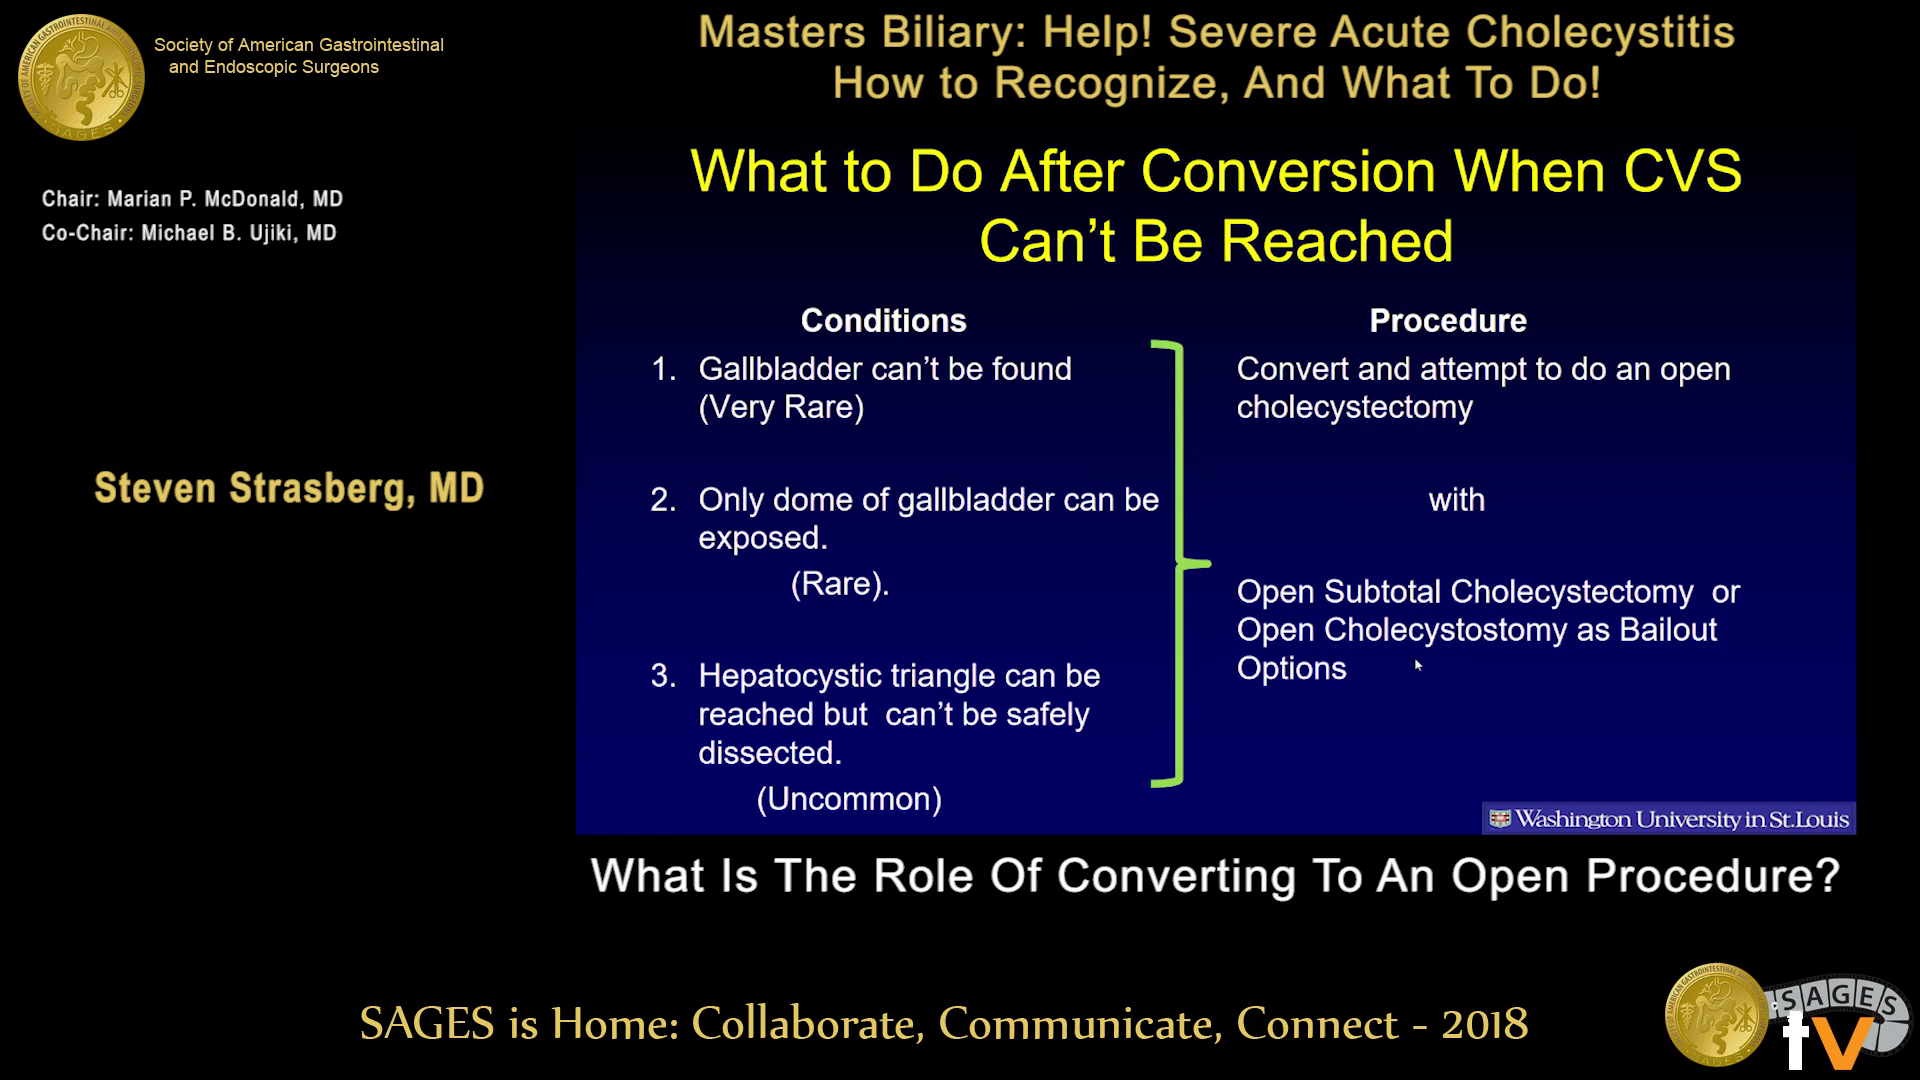 Society of American Gastrointestinal
and Endoscopic Surgeons
Masters Biliary: Help! Severe Acute Cholecystitis
How to Recognize, And What To Do!
Chair: Marian P. McDonald, MD
Co-Chair: Michael B. Ujiki, MD
Steven Strasberg, MD
What to Do After Conversion When CVS
Can't Be Reached
Conditions
1. Gallbladder can't be found
(Very Rare)
2. Only dome of gallbladder can be
exposed.
(Rare).
3. Hepatocystic triangle can be
reached but can't be safely
dissected.
(Uncommon)
Procedure
Convert and attempt to do an open
cholecystectomy
with
Open Subtotal Cholecystectomy or
Open Cholecystostomy as Bailout
Options
Washington University in St. Louis
What Is The Role Of Converting To An Open Procedure?
SAGES is Home: Collaborate, Communicate, Connect - 2018
SAGES
tv